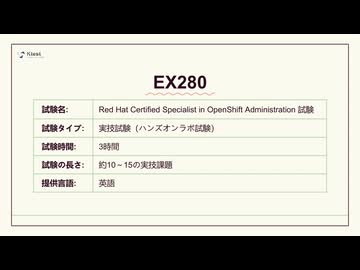 EX280
試験名: Red Hat Certified Specialist in OpenShift Administration 試験
試験タイプ: 実技試験（ハンズオンラボ試験）
試験時間: 3時間
試験の長さ: 約10～15の実技課題
提供言語: 英語